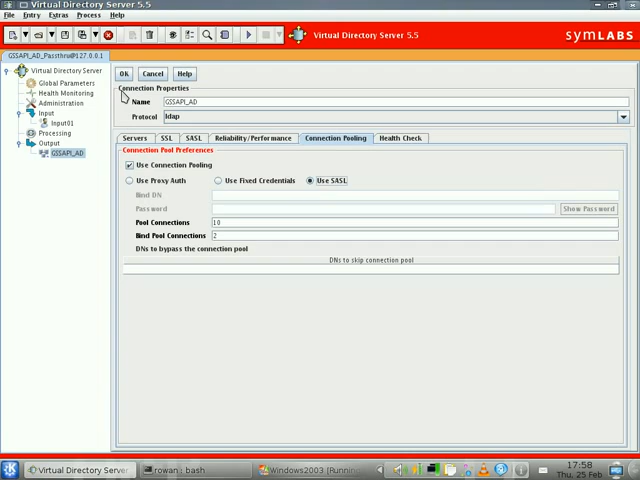 Virtual Directory Server 5.5
File Entry Extras Process Help
Virtual Directory Server 5.5 symLABS
GSSAPI_AD_Passthru@127.0.0.1
Virtual Directory Server
Global Parameters
Health Monitoring
Administration
Input
Input01
Processing
Output
GSSAPI_AD
OK Cancel Help
Connection Properties
Name GSSAPI_AD
Protocol ldap
Servers SSL SASL Reliability/Performance Connection Pooling Health Check
Connection Pool Preferences
Use Connection Pooling
Use Proxy Auth Use Fixed Credentials Use SASL
Bind DN
Password Show Password
Pool Connections 10
Bind Pool Connections 2
DNs to bypass the connection pool
DNs to skip connection pool
Virtual Directory Server rowan : bash Windows2003 [Runnin 17:58
Thu, 25 Feb